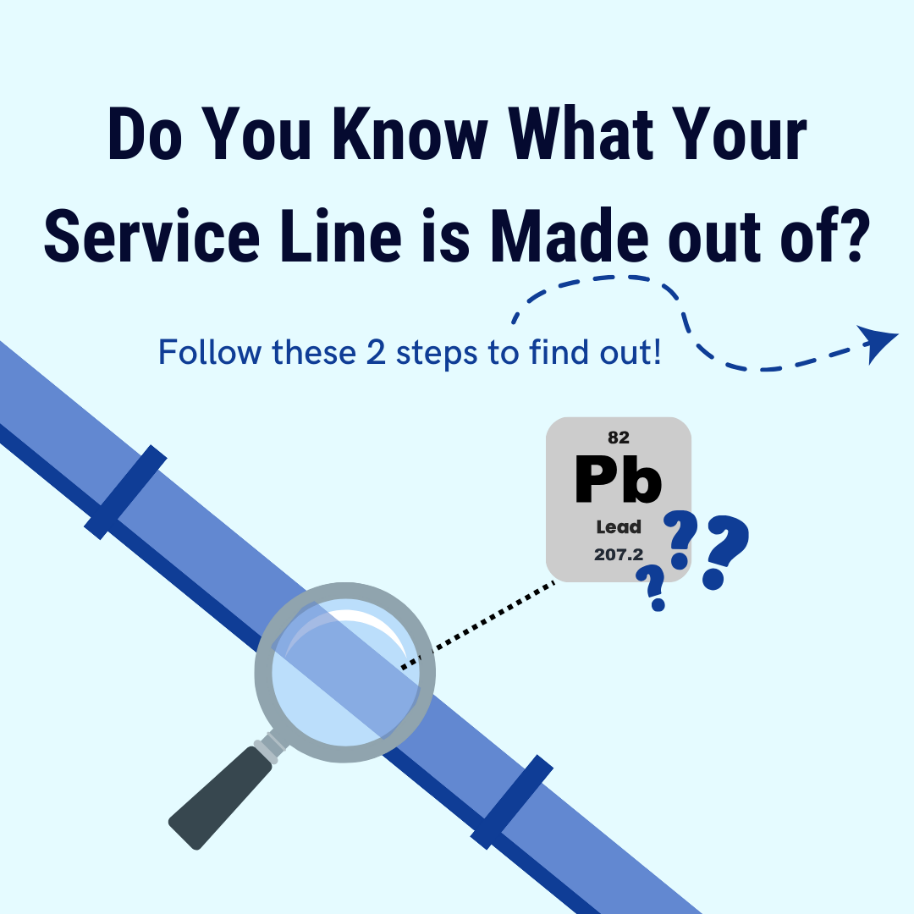 Do You Know What Your
Service Line is Made out of?
Follow these 2 steps to find out!
82
Pb
Lead
207.2
???